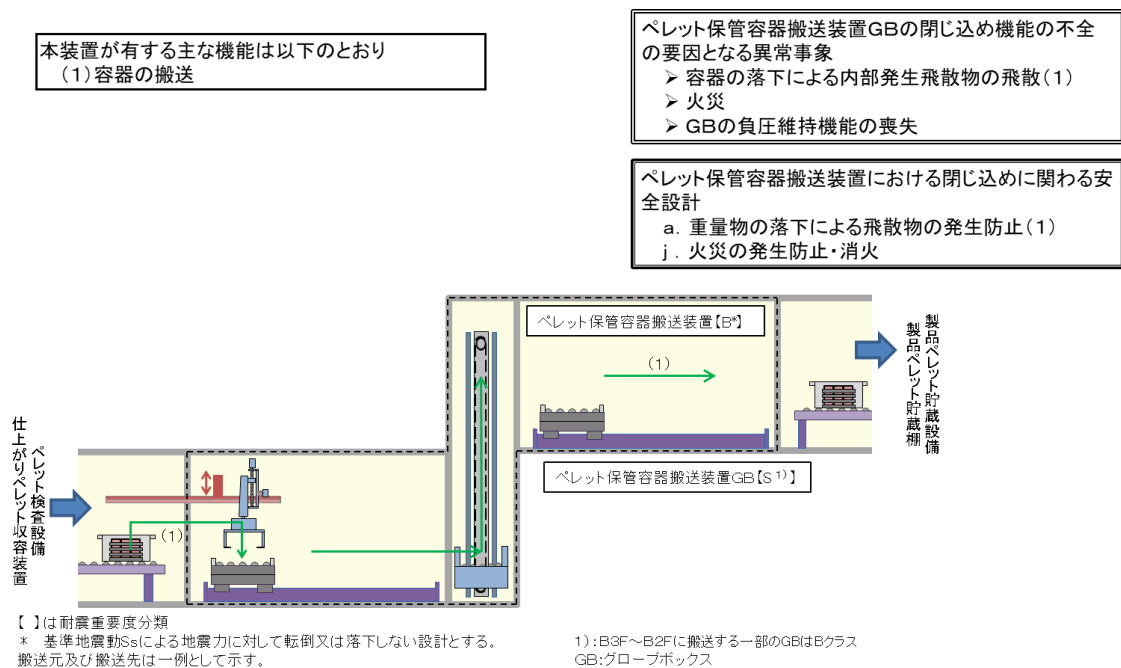 本装置が有する主な機能は以下のとおり
(1)容器の搬送
ペレット保管容器搬送装置GBの閉じ込め機能の不全
の要因となる異常事象
➢ 容器の落下による内部発生飛散物の飛散(1)
➢ 火災
➢ GBの負圧維持機能の喪失
ペレット保管容器搬送装置における閉じ込めに関わる安
全設計
a. 重量物の落下による飛散物の発生防止(1)
j. 火災の発生防止・消火
ペレット保管容器搬送装置【B*】
(1)
製品ペレット貯蔵設備
製品ペレット貯蔵棚
ペレット保管容器搬送装置GB【S¹⁾】
ペレット検査設備
仕上がりペレット収容装置
(1)
【 】は耐震重要度分類
* 基準地震動Ssによる地震力に対して転倒又は落下しない設計とする。
搬送元及び搬送先は一例として示す。
1):B3F~B2Fに搬送する一部のGBはBクラス
GB:グローブボックス